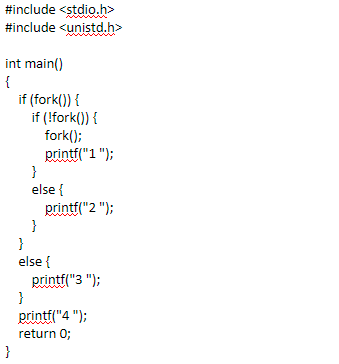 #include <stdio.h>
#include <unistd.h>

int main()
{
   if (fork()) {
      if (!fork()) {
         fork();
         printf("1 ");
      }
      else {
         printf("2 ");
      }
   }
   else {
      printf("3 ");
   }
   printf("4 ");
   return 0;
}